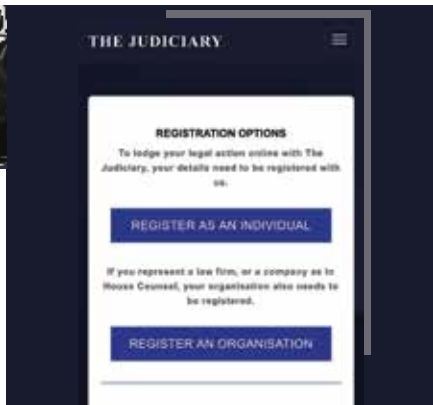 THE JUDICIARY
REGISTRATION OPTIONS
To lodge your legal action online with The
Judiciary, your details need to be registered with
us.
REGISTER AS AN INDIVIDUAL
If you represent a law firm, or a company as In
House Counsel, your organisation also needs to
be registered.
REGISTER AN ORGANISATION